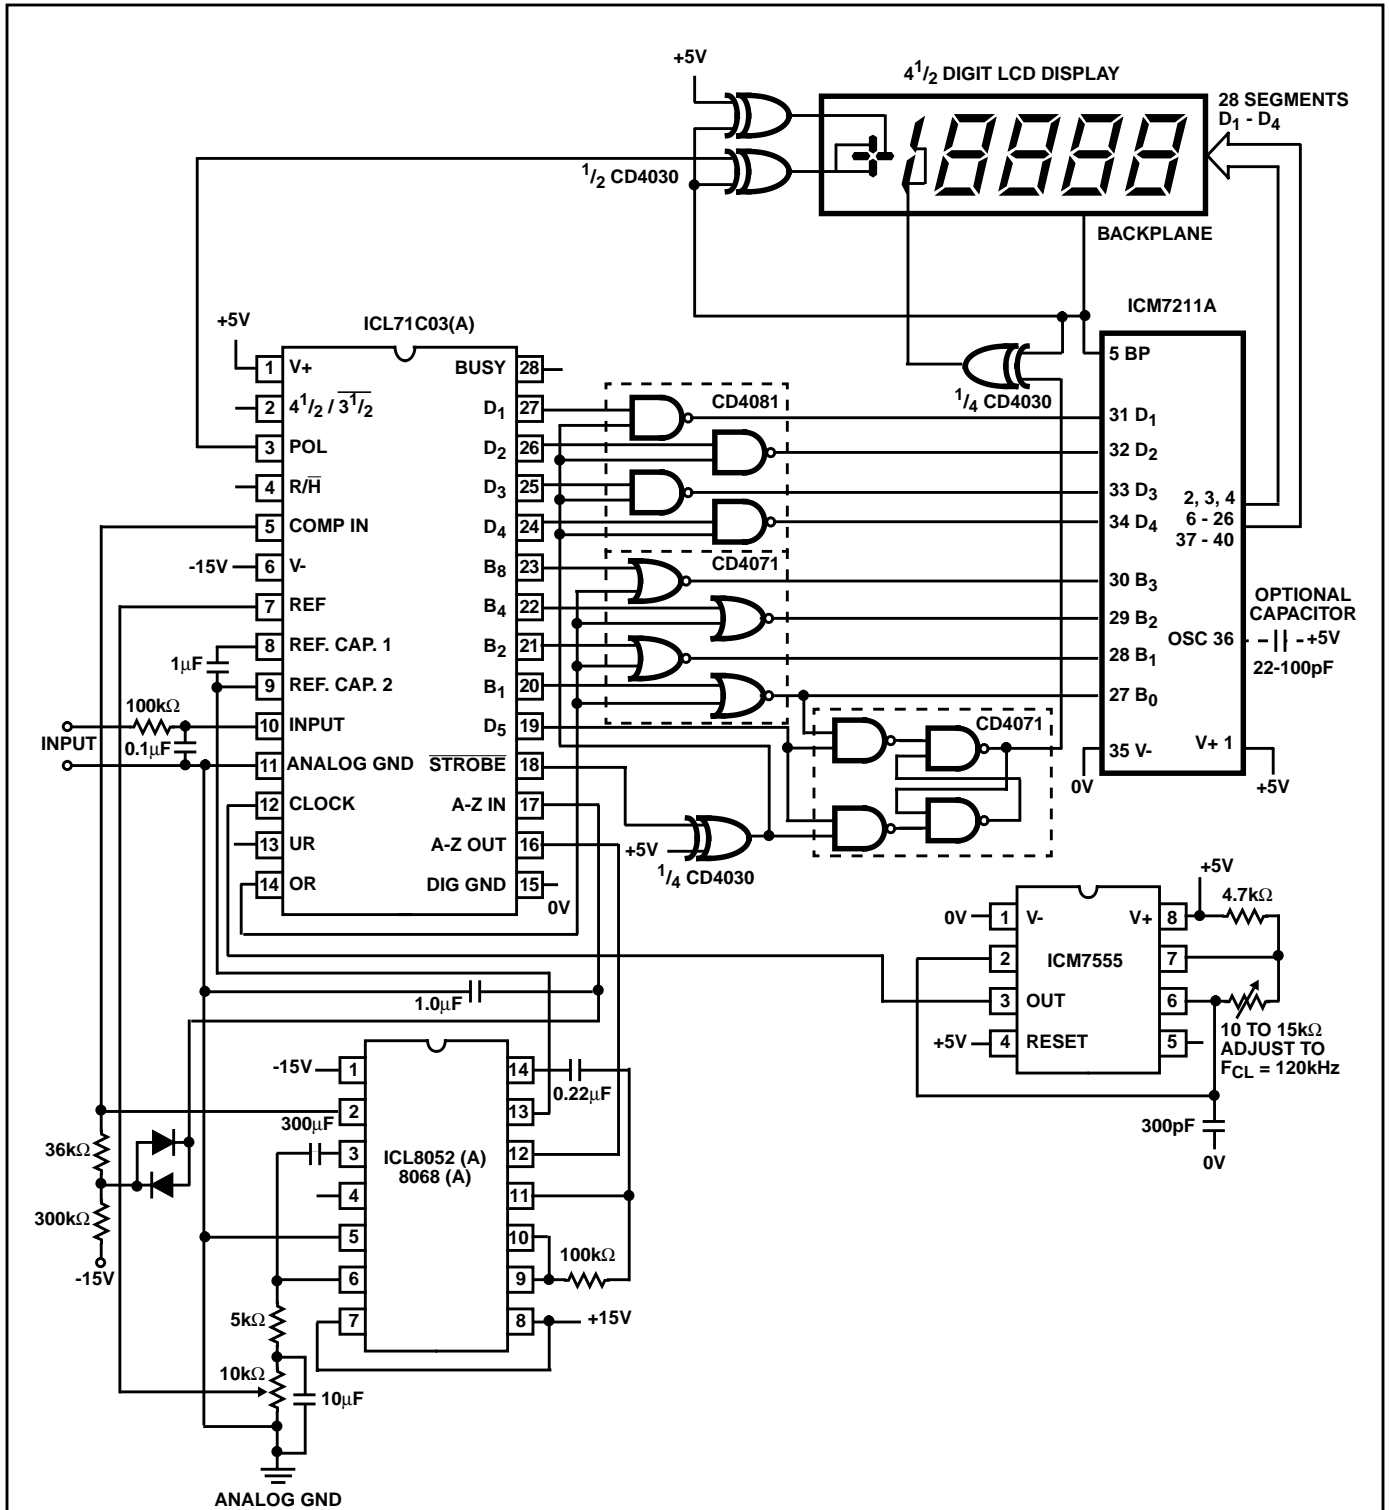 +5V
4 1/2 DIGIT LCD DISPLAY
28 SEGMENTS
D1 - D4
1/2 CD4030
BACKPLANE
ICM7211A
+5V
ICL71C03(A)
1 V+
2 4 1/2 / 3 1/2
3 POL
4 R/H
5 COMP IN
-15V
6 V-
7 REF
8 REF. CAP. 1
1µF
9 REF. CAP. 2
100kΩ
10 INPUT
INPUT
0.1µF
11 ANALOG GND
12 CLOCK
13 UR
14 OR
BUSY 28
D1 27
D2 26
D3 25
D4 24
B8 23
B4 22
B2 21
B1 20
D5 19
STROBE 18
A-Z IN 17
A-Z OUT 16
DIG GND 15
0V
CD4081
CD4071
1/4 CD4030
CD4071
+5V
1/4 CD4030
5 BP
31 D1
32 D2
33 D3
34 D4
2, 3, 4
6 - 26
37 - 40
30 B3
29 B2
28 B1
27 B0
OSC 36
OPTIONAL
CAPACITOR
+5V
22-100pF
35 V-
V+ 1
0V
+5V
0V
1 V-
2
3 OUT
+5V
4 RESET
ICM7555
V+ 8
7
6
5
+5V
4.7kΩ
10 TO 15kΩ
ADJUST TO
FCL = 120kHz
300pF
0V
1.0µF
-15V
1
2
300µF
3
4
5
6
7
ICL8052 (A)
8068 (A)
14
13
12
11
10
9
8
0.22µF
100kΩ
+15V
36kΩ
300kΩ
-15V
5kΩ
10kΩ
10µF
ANALOG GND